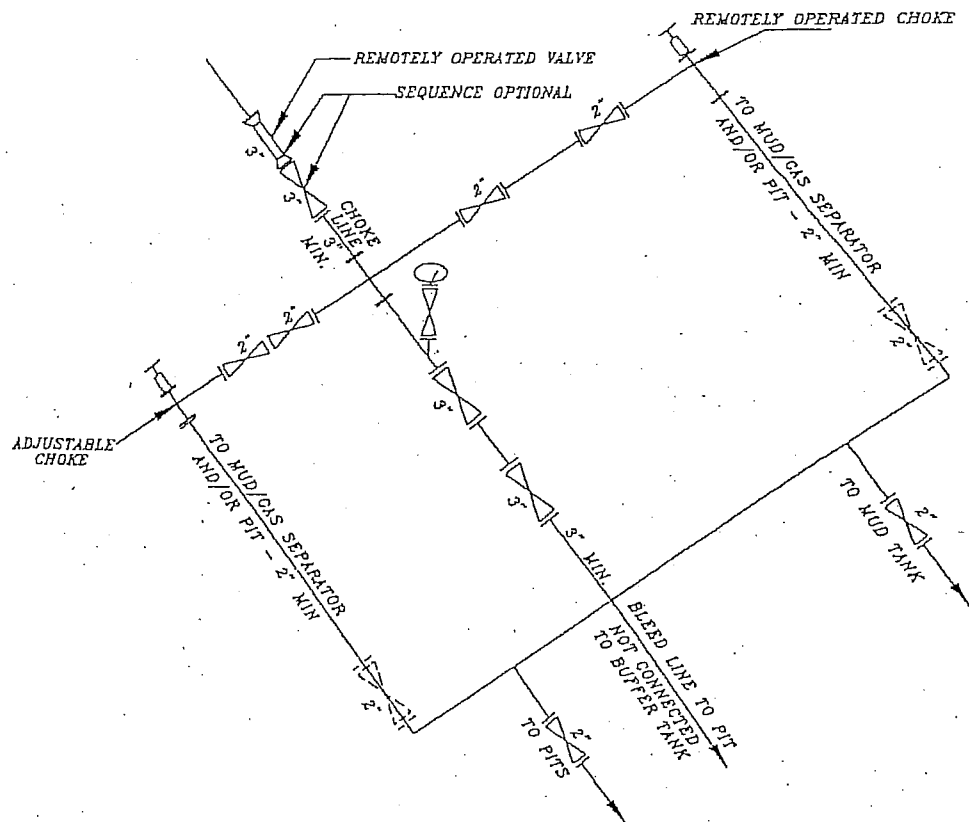 REMOTELY OPERATED CHOKE
REMOTELY OPERATED VALVE
SEQUENCE OPTIONAL
3"
3"
CHOKE
LINE
3"
MIN.
2"
2"
TO MUD/GAS SEPARATOR
AND/OR PIT - 2" MIN
2"
2"
2"
ADJUSTABLE
CHOKE
TO MUD/GAS SEPARATOR
AND/OR PIT - 2" MIN
2"
3"
3"
3" MIN.
BLEED LINE TO PIT
NOT CONNECTED
TO BUFFER TANK
2"
TO MUD TANK
2"
TO PITS